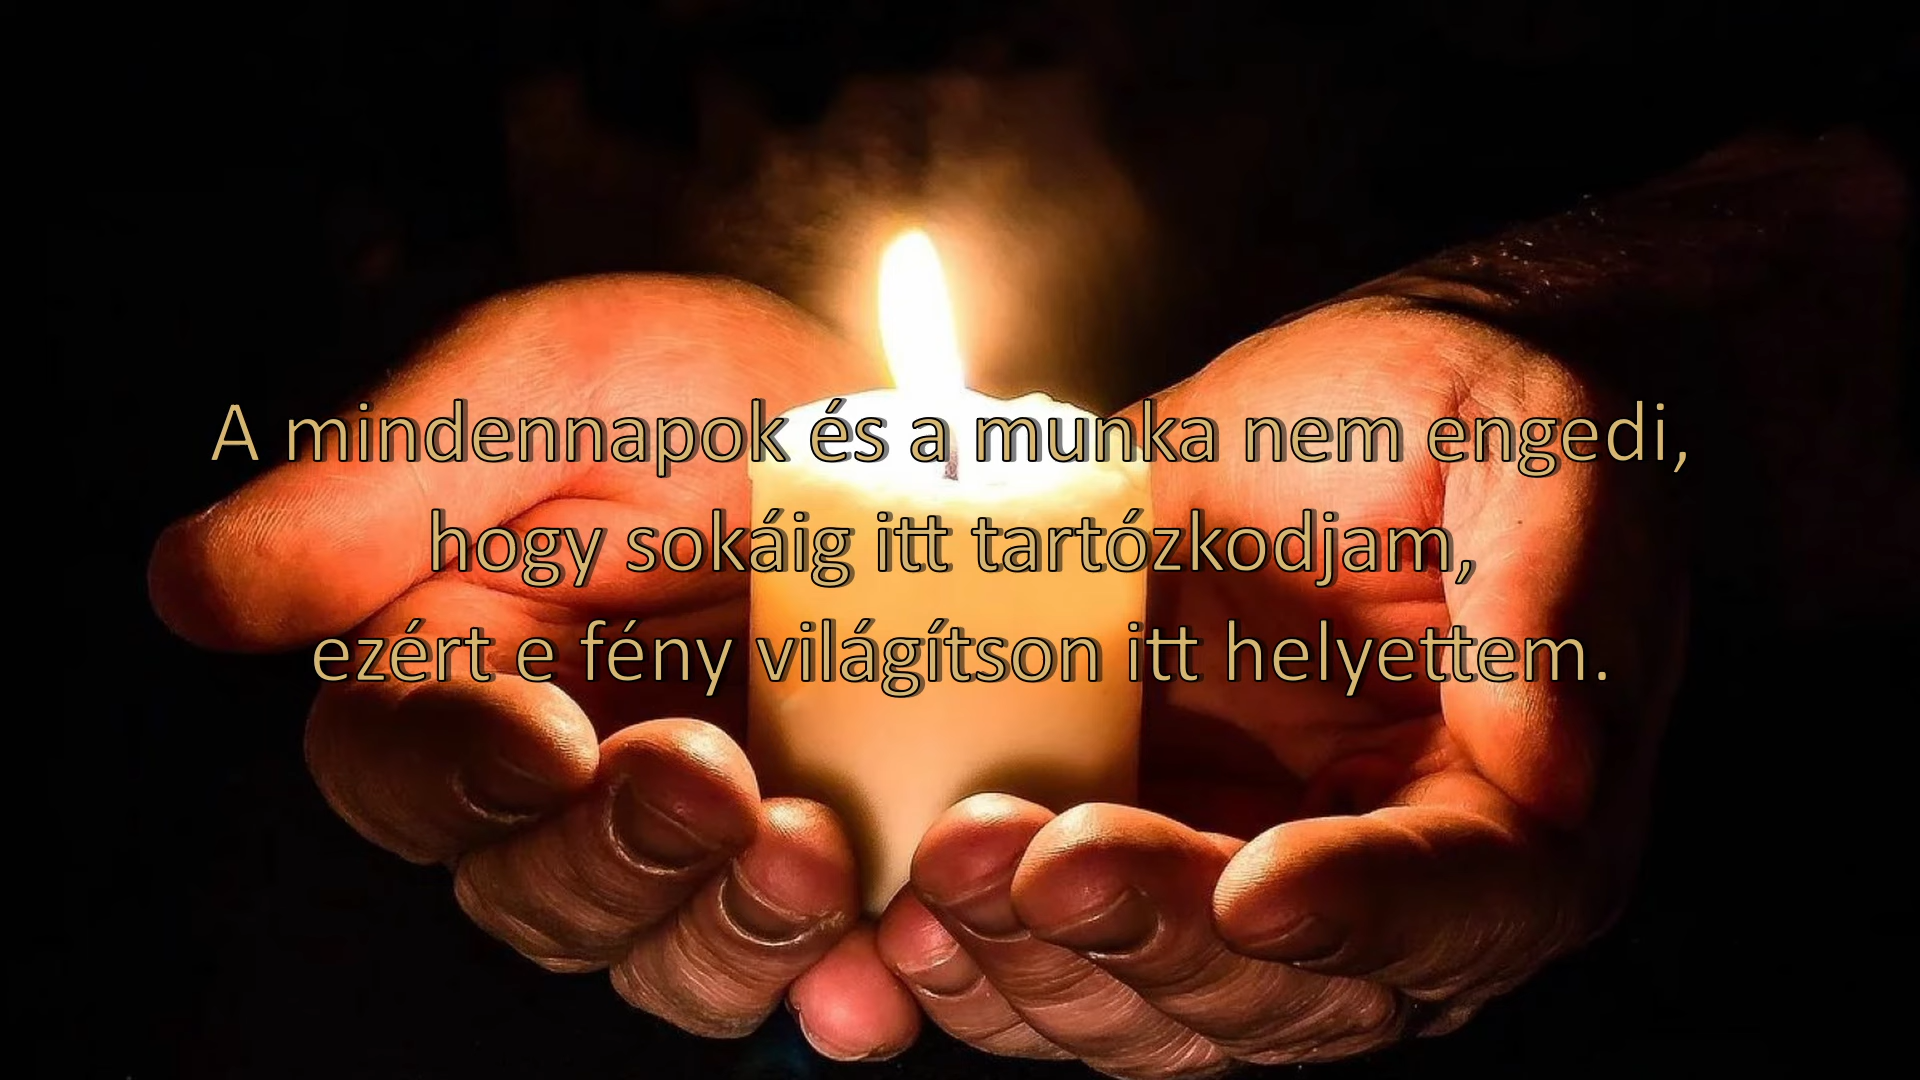 A mindennapok és a munka nem engedi,
hogy sokáig itt tartózkodjam,
ezért e fény világítson itt helyettem.